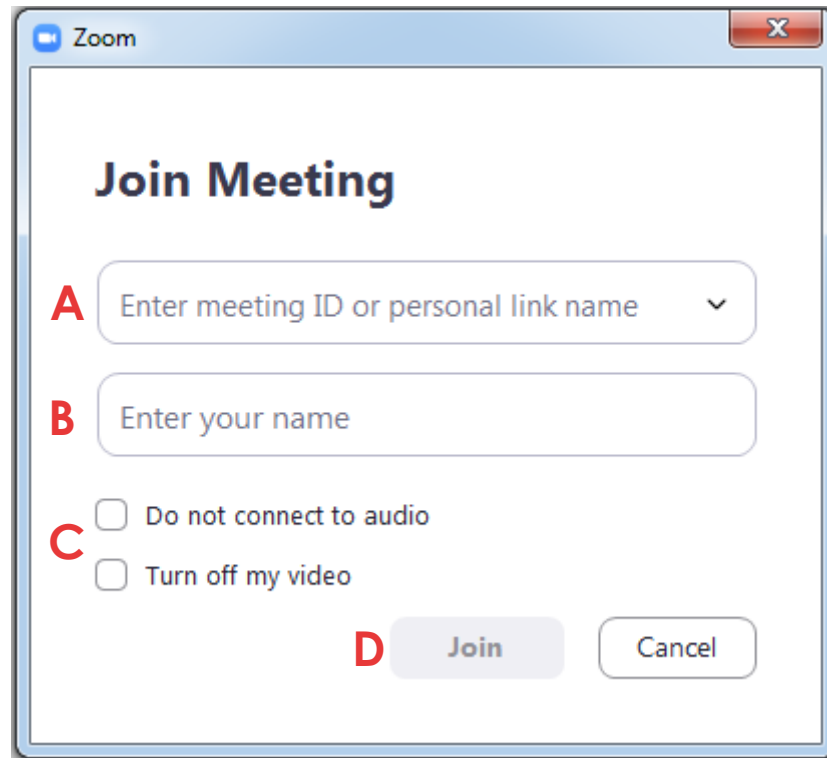 Zoom
Join Meeting
A Enter meeting ID or personal link name
B Enter your name
Do not connect to audio
C
Turn off my video
D Join Cancel